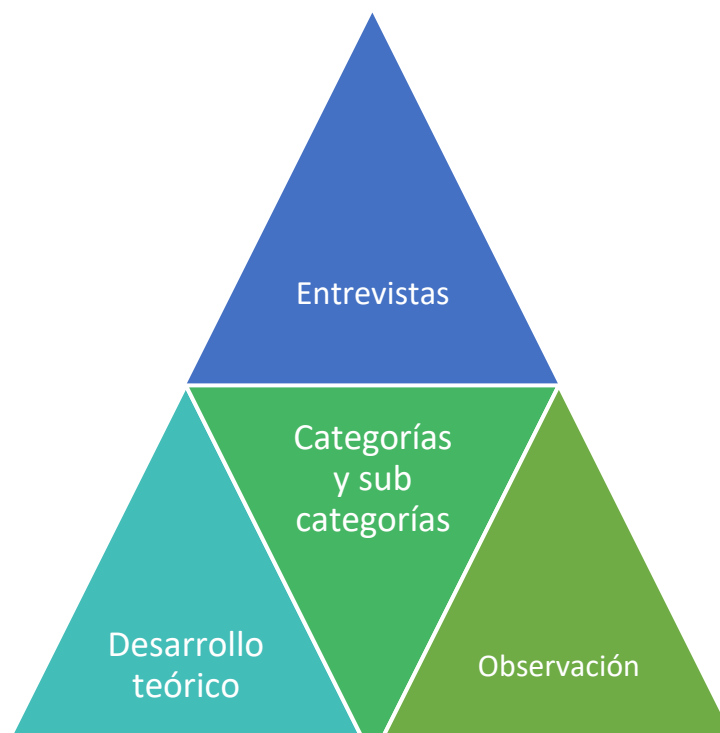 Entrevistas
Categorías
y sub
categorías
Desarrollo
teórico
Observación